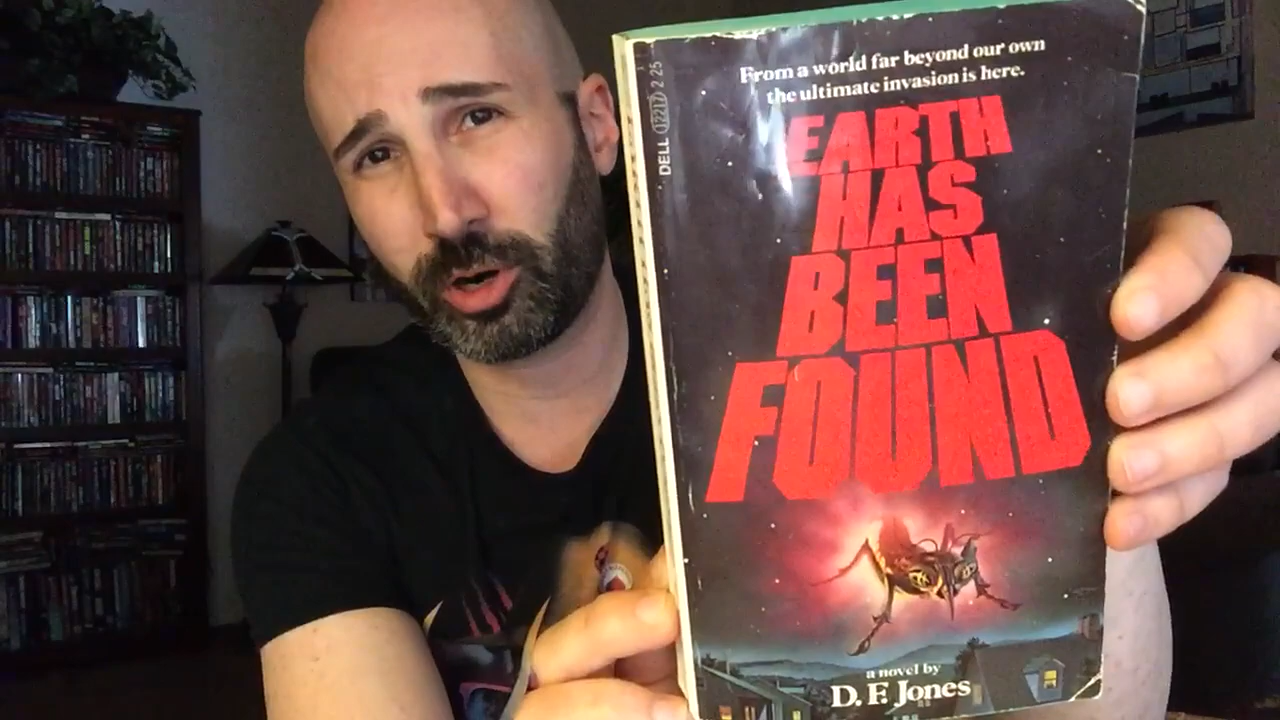 From a world far beyond our own
the ultimate invasion is here.
EARTH
HAS
BEEN
FOUND
a novel by
D. F. Jones
DELL 12217 2 25